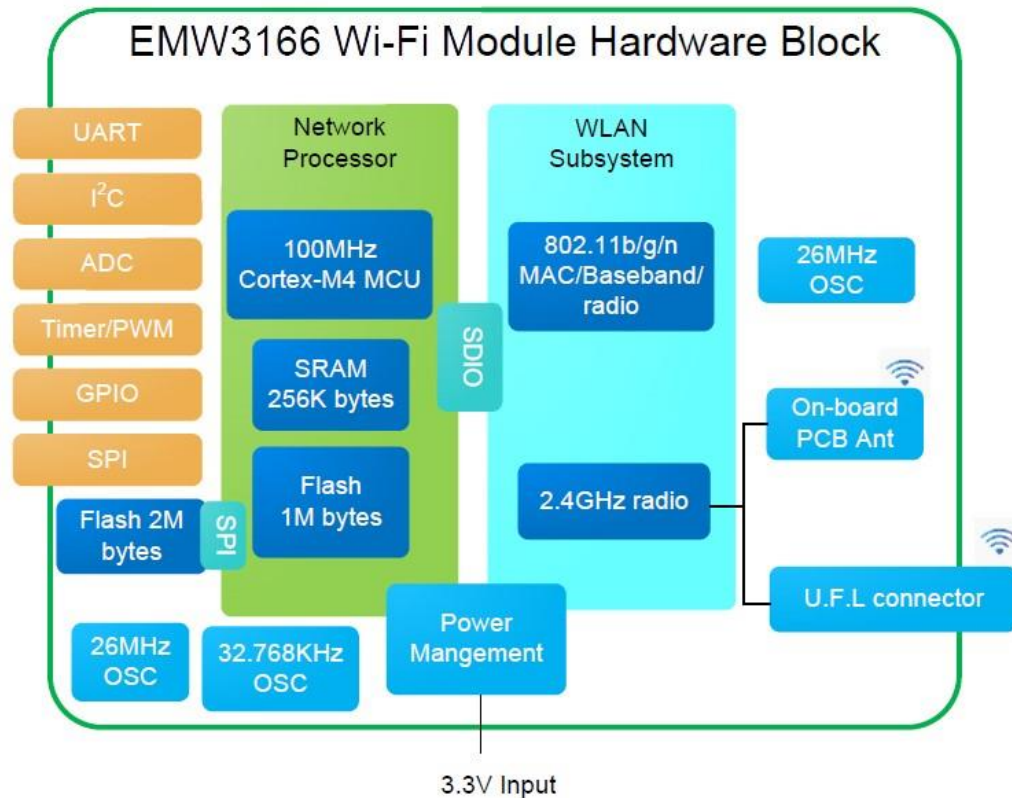 EMW3166 Wi-Fi Module Hardware Block
UART
I²C
ADC
Timer/PWM
GPIO
SPI
Flash 2M
bytes
SPI
Network
Processor
100MHz
Cortex-M4 MCU
SRAM
256K bytes
Flash
1M bytes
SDIO
WLAN
Subsystem
802.11b/g/n
MAC/Baseband/
radio
2.4GHz radio
26MHz
OSC
On-board
PCB Ant
U.F.L connector
26MHz
OSC
32.768KHz
OSC
Power
Mangement
3.3V Input